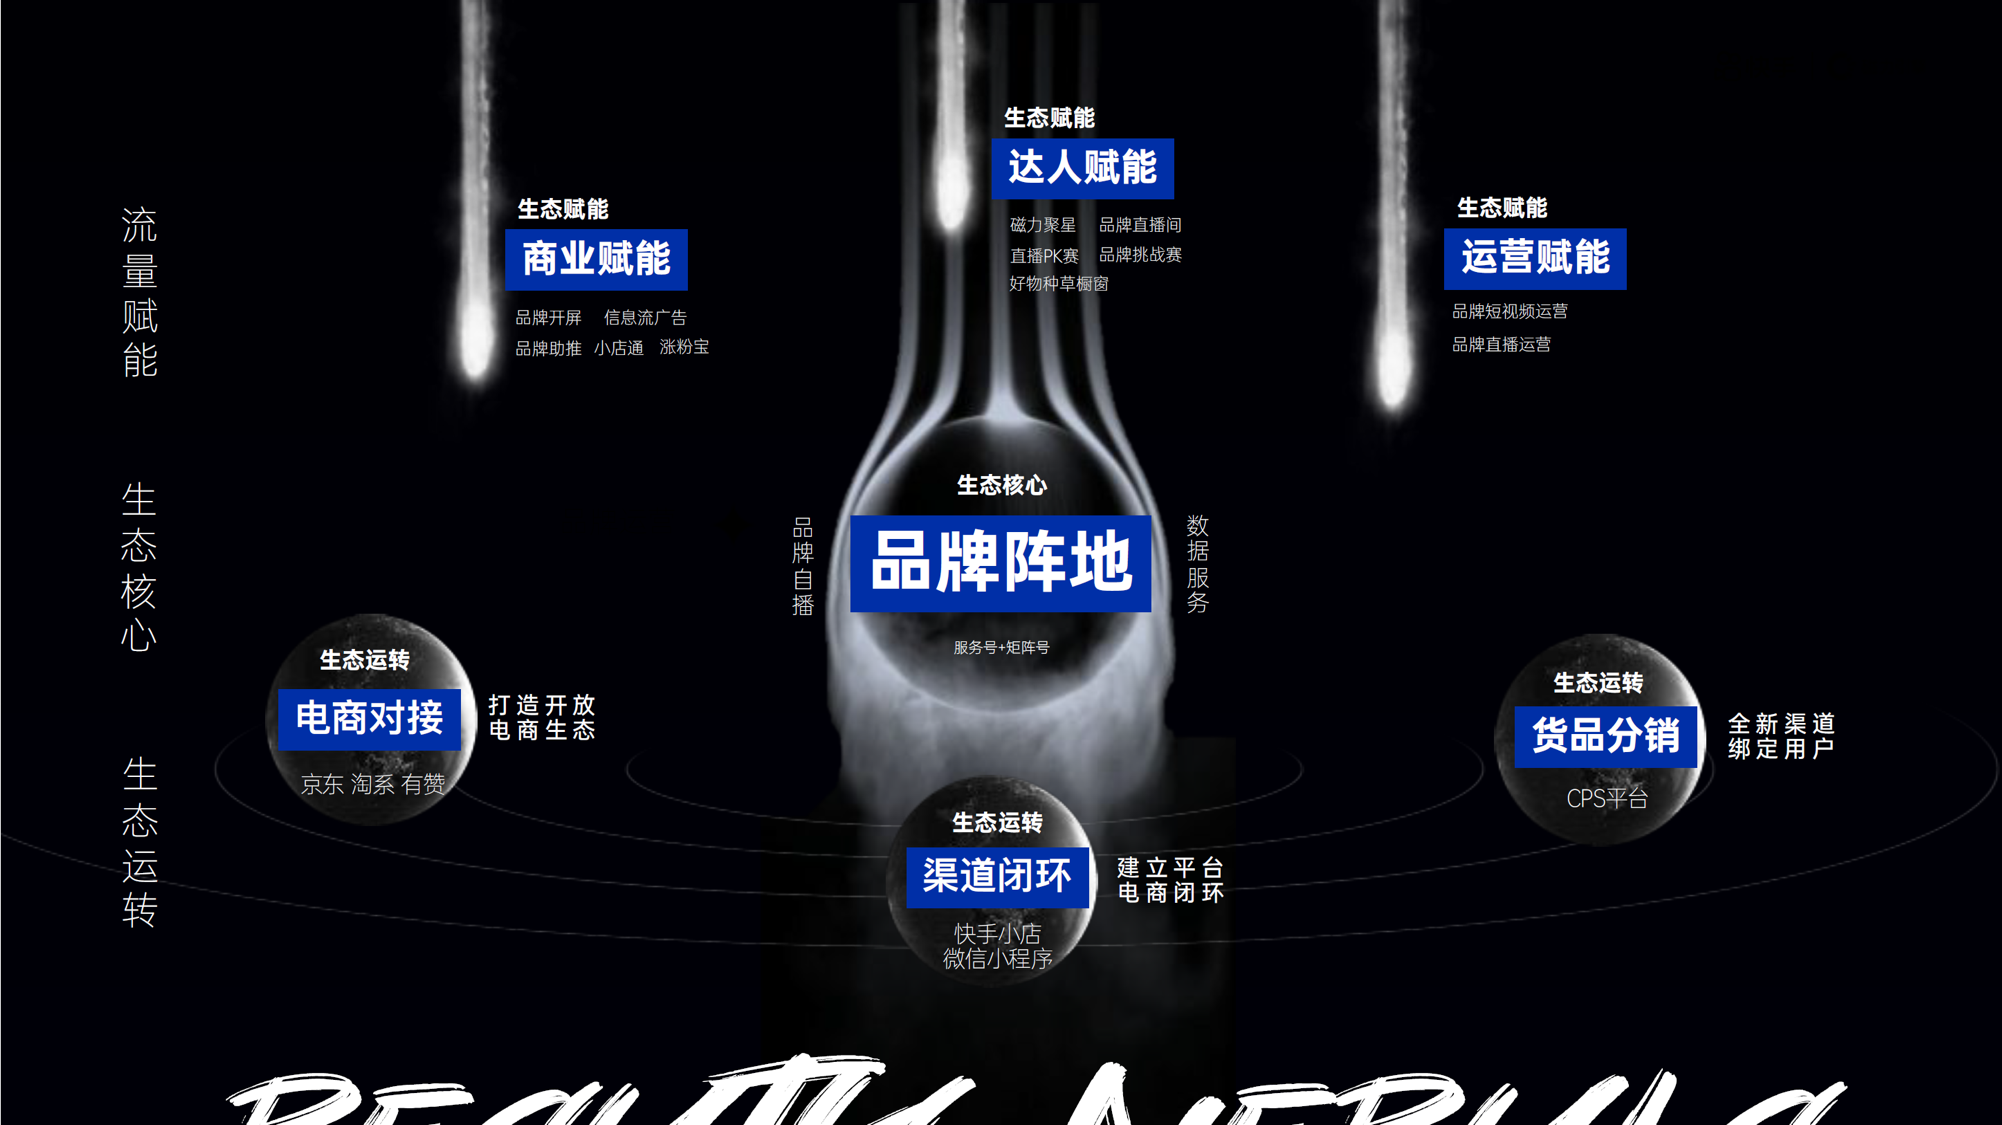 流量赋能
生态赋能
商业赋能
品牌开屏 信息流广告
品牌助推 小店通 涨粉宝
生态赋能
达人赋能
磁力聚星 品牌直播间
直播PK赛 品牌挑战赛
好物种草橱窗
生态赋能
运营赋能
品牌短视频运营
品牌直播运营
生态核心
品牌自播
生态核心
品牌阵地
服务号+矩阵号
数据服务
生态运转
生态运转
电商对接
京东 淘系 有赞
打造开放
电商生态
生态运转
渠道闭环
快手小店
微信小程序
建立平台
电商闭环
生态运转
货品分销
CPS平台
全新渠道
绑定用户